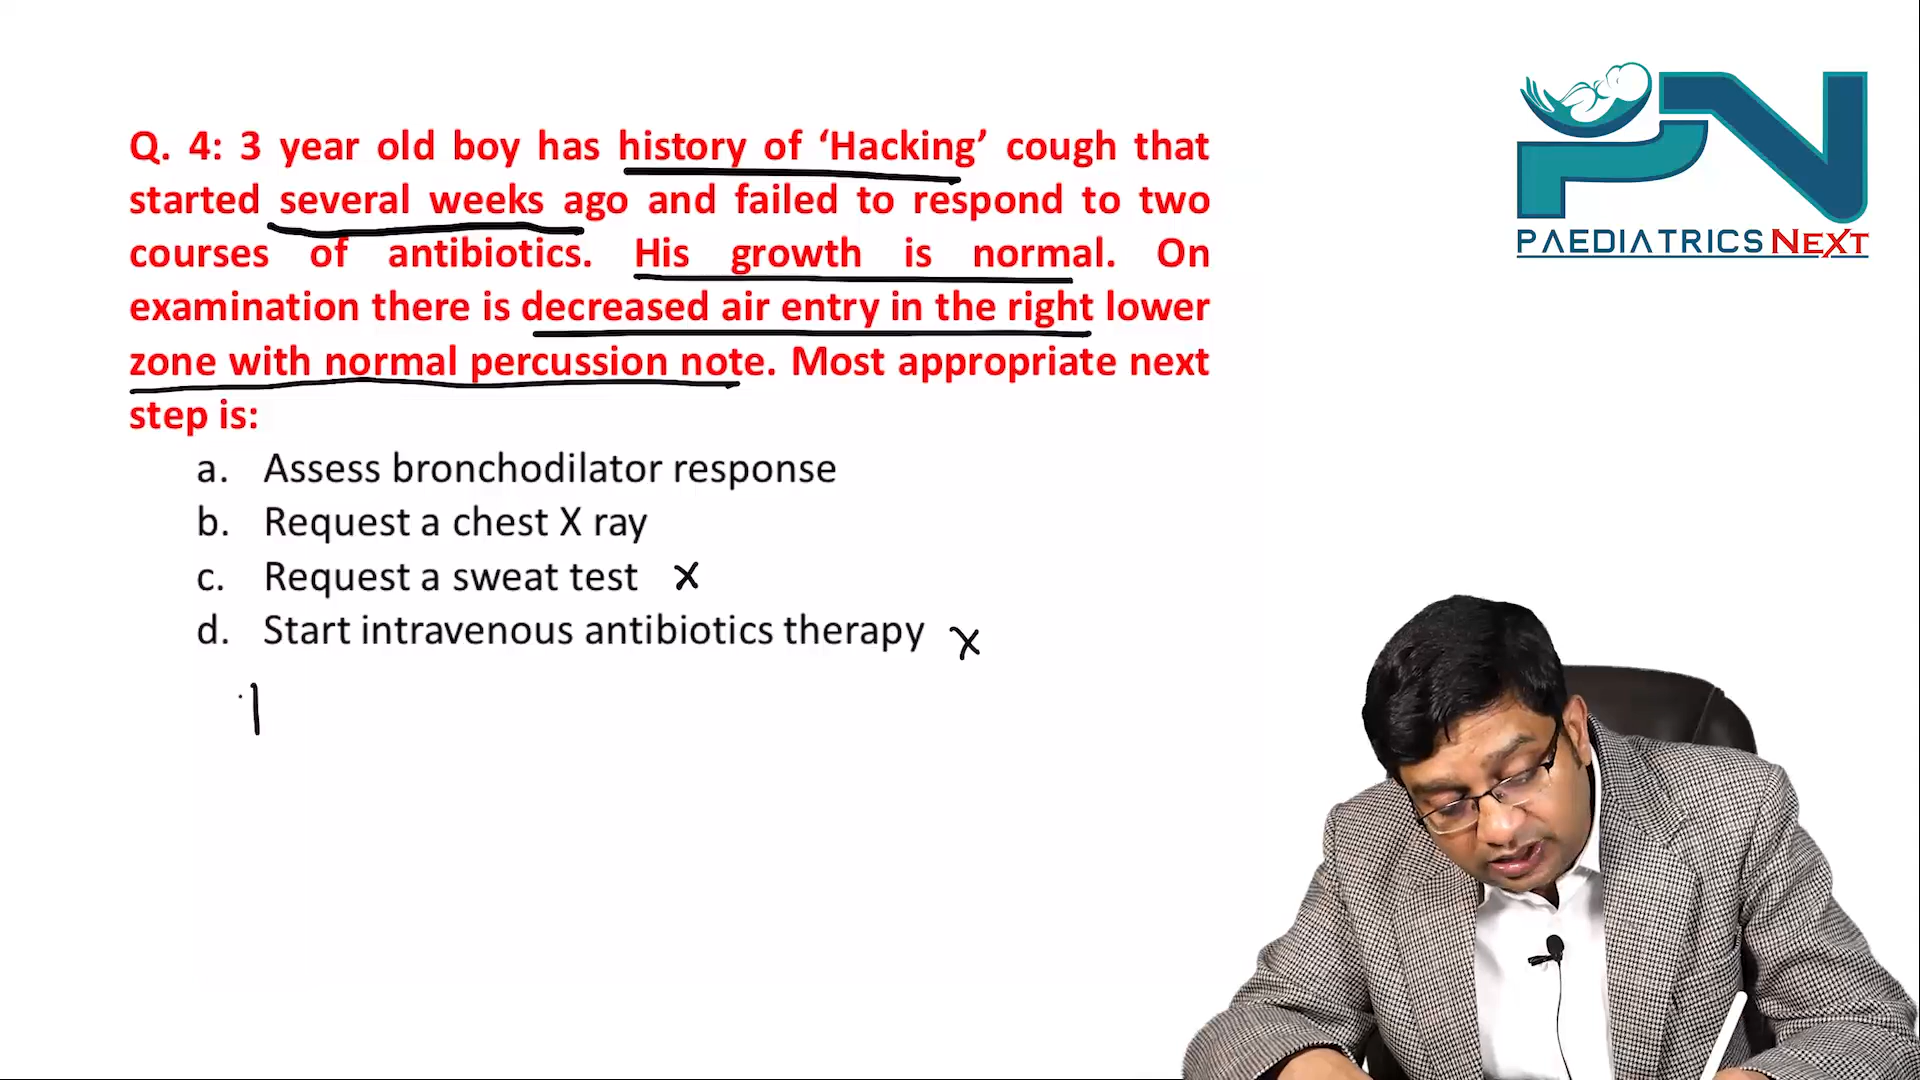 Q. 4: 3 year old boy has history of ‘Hacking’ cough that
started several weeks ago and failed to respond to two
courses of antibiotics. His growth is normal. On
examination there is decreased air entry in the right lower
zone with normal percussion note. Most appropriate next
step is:
a. Assess bronchodilator response
b. Request a chest X ray
c. Request a sweat test x
d. Start intravenous antibiotics therapy x
PN
PAEDIATRICS NEXT